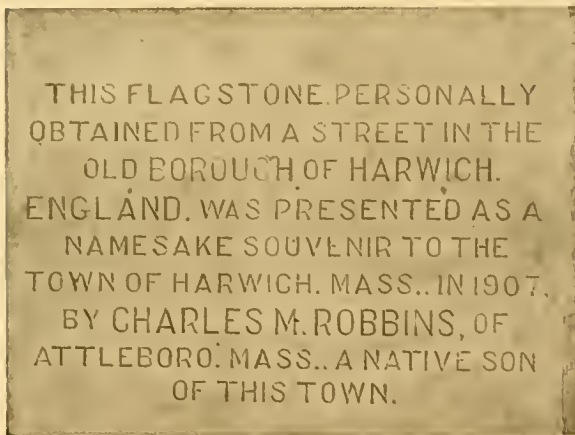 THIS FLAGSTONE. PERSONALLY
OBTAINED FROM A STREET IN THE
OLD BOROUGH OF HARWICH.
ENGLAND. WAS PRESENTED AS A
NAMESAKE SOUVENIR TO THE
TOWN OF HARWICH. MASS.. IN 1907.
BY CHARLES M. ROBBINS, OF
ATTLEBORO. MASS.. A NATIVE SON
OF THIS TOWN.